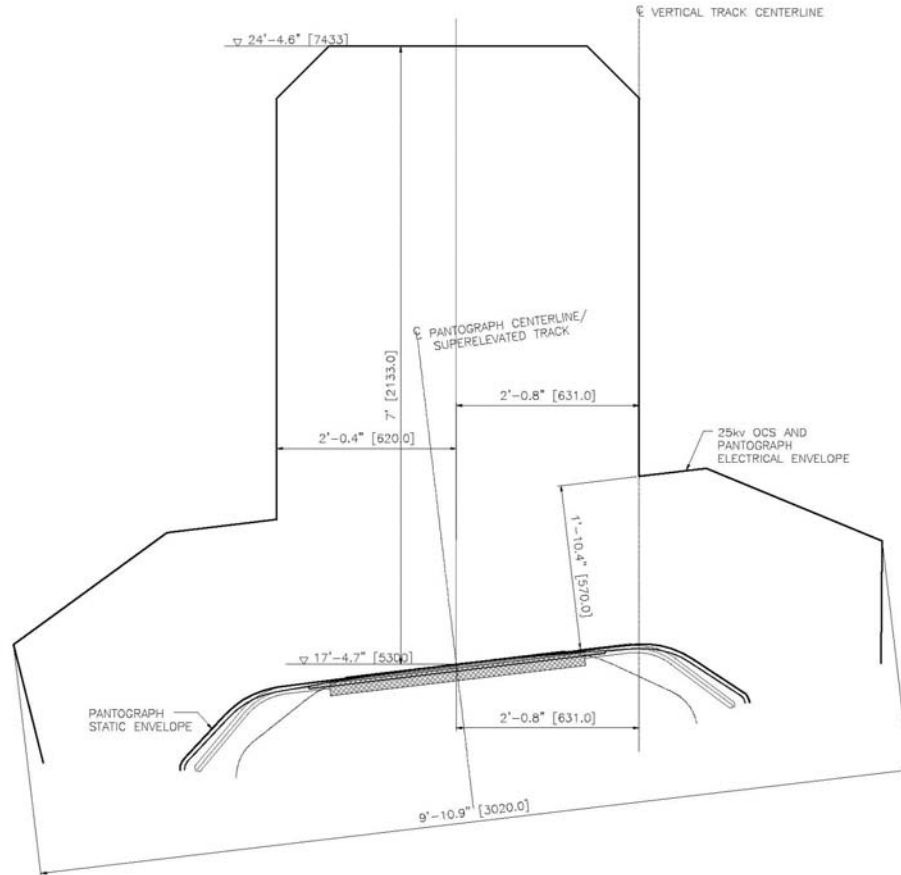 ℄ VERTICAL TRACK CENTERLINE
24'-4.6" [7433]
℄ PANTOGRAPH CENTERLINE/
SUPERELEVATED TRACK
7' [2133.0]
2'-0.8" [631.0]
2'-0.4" [620.0]
25kv OCS AND
PANTOGRAPH
ELECTRICAL ENVELOPE
1'-10.4" [570.0]
17'-4.7" [5300]
PANTOGRAPH
STATIC ENVELOPE
2'-0.8" [631.0]
9'-10.9" [3020.0]